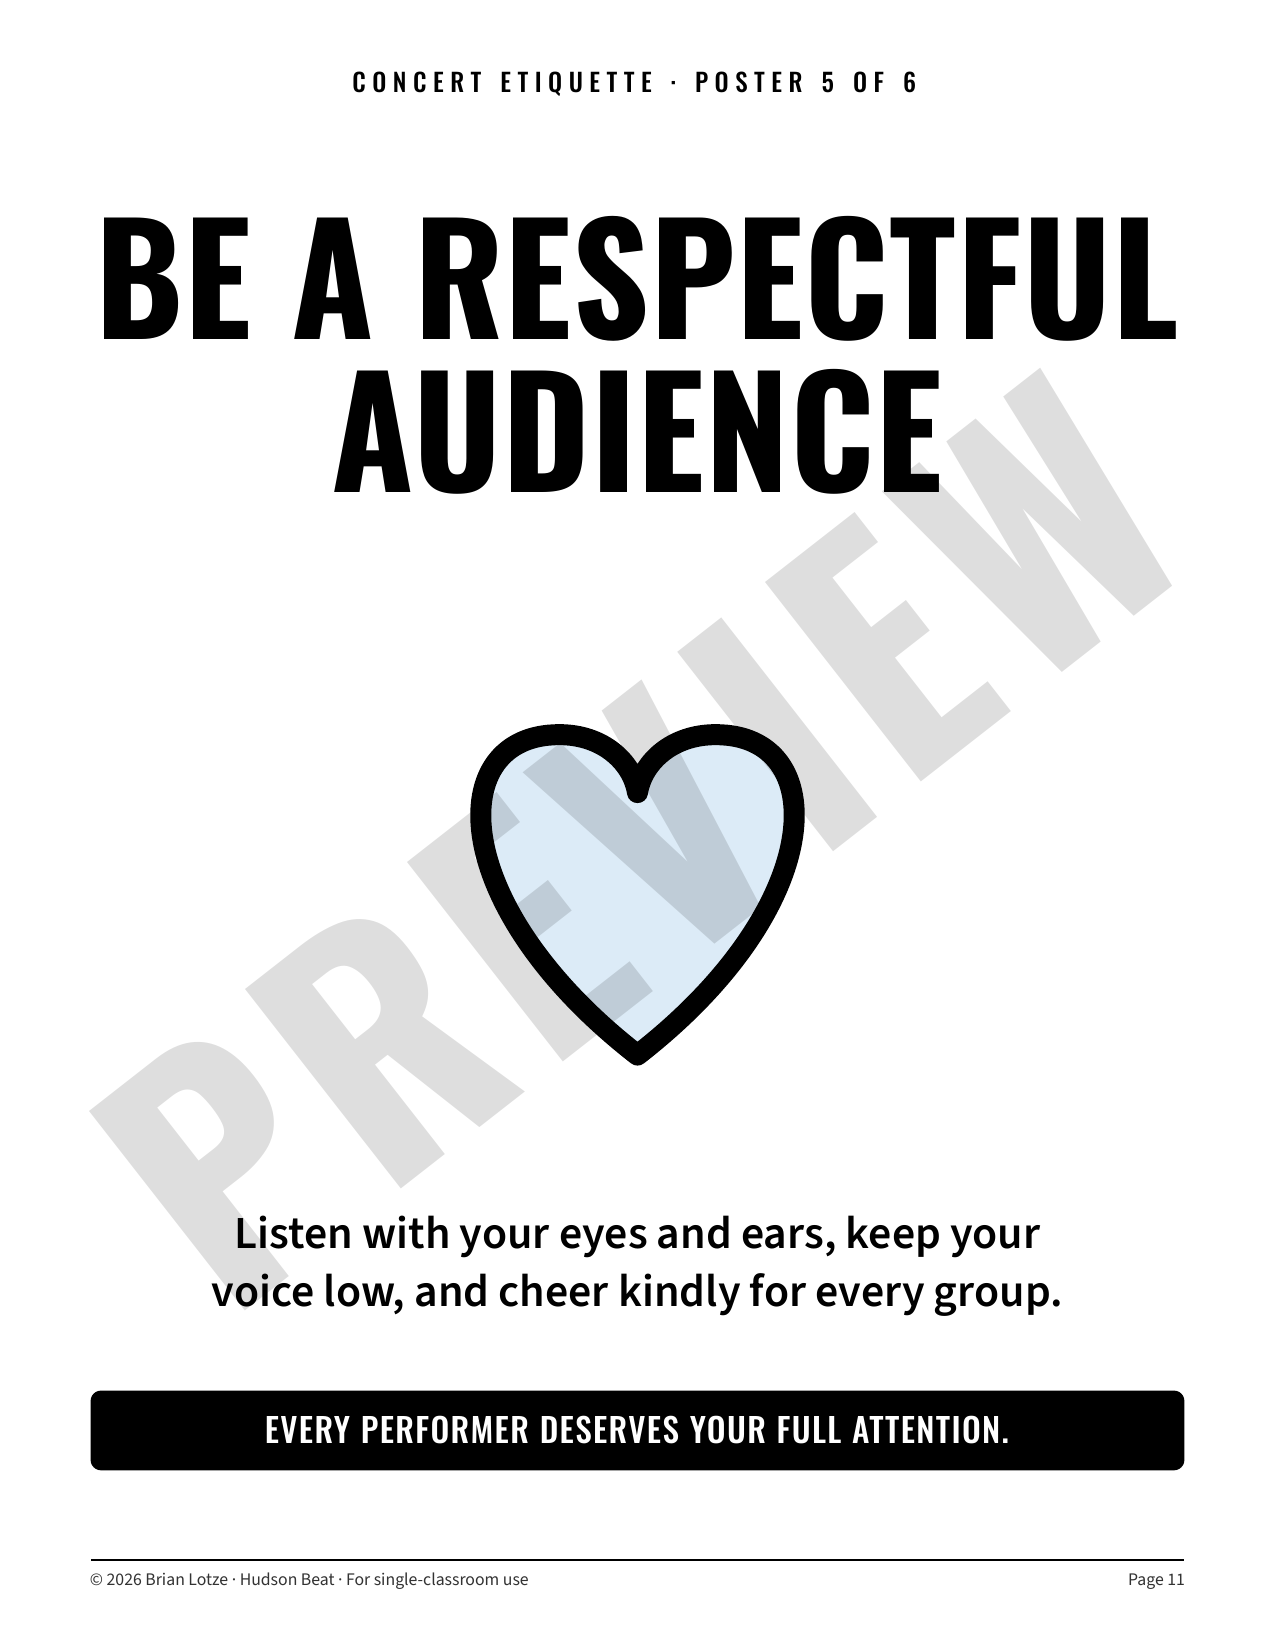 CONCERT ETIQUETTE · POSTER 5 OF 6
BE A RESPECTFUL
AUDIENCE
PREVIEW
Listen with your eyes and ears, keep your
voice low, and cheer kindly for every group.
EVERY PERFORMER DESERVES YOUR FULL ATTENTION.
© 2026 Brian Lotze · Hudson Beat · For single-classroom use
Page 11